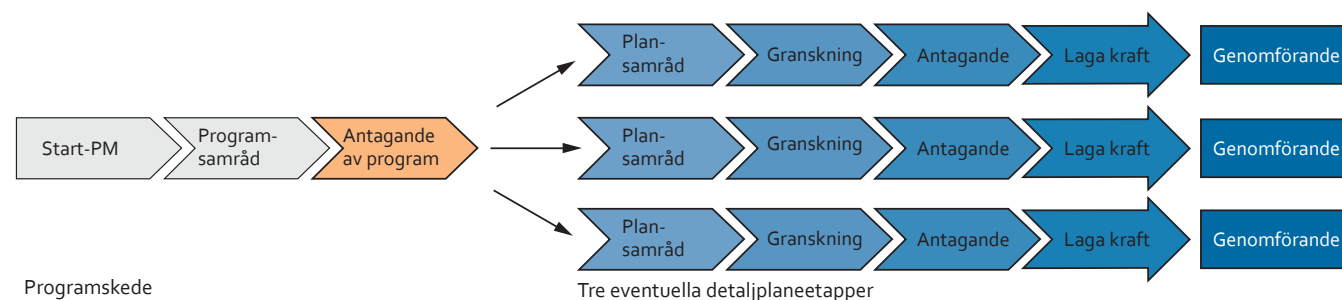 Start-PM
Program-
samråd
Antagande
av program
Plan-
samråd
Granskning
Antagande
Laga kraft
Genomförande
Plan-
samråd
Granskning
Antagande
Laga kraft
Genomförande
Plan-
samråd
Granskning
Antagande
Laga kraft
Genomförande
Programskede
Tre eventuella detaljplaneetapper